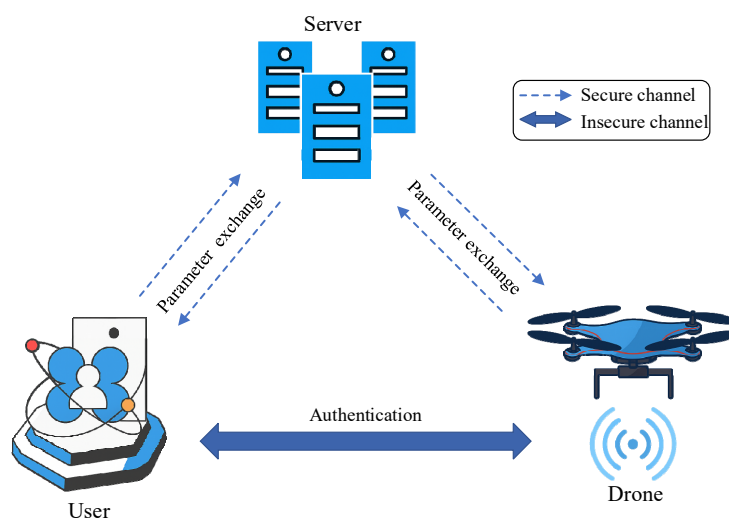 Server
Secure channel
Insecure channel
Parameter exchange
Parameter exchange
Authentication
User
Drone